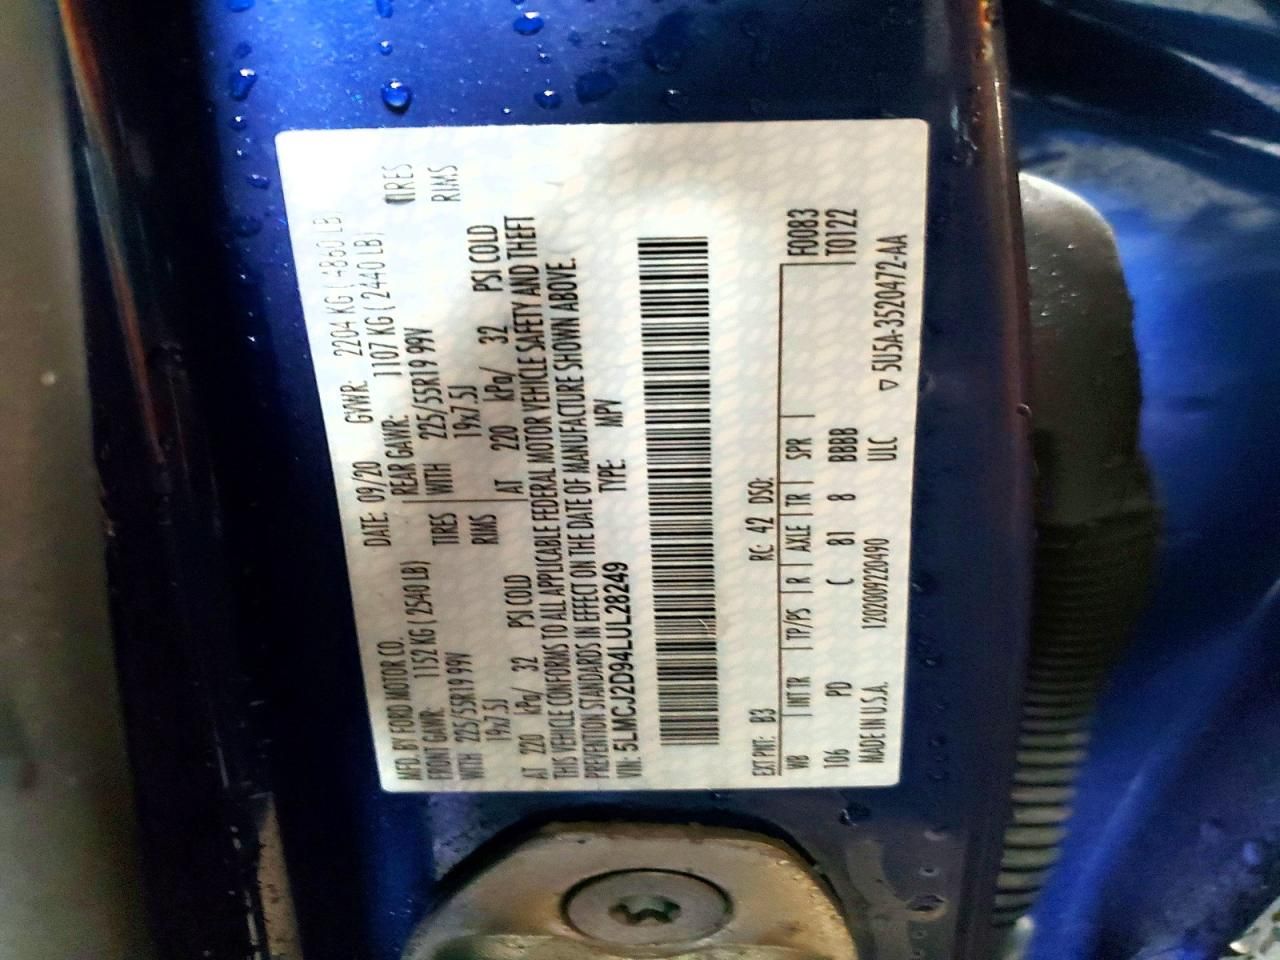 MFD. BY FORD MOTOR CO. DATE: 09/20 GVWR: 2204 KG ( 4860 LB)
FRONT GAWR: 1152 KG ( 2540 LB) REAR GAWR: 1107 KG ( 2440 LB)
WITH 225/55R19 99V TIRES WITH 225/55R19 99V TIRES
19x7.5J RIMS 19x7.5J RIMS
AT 220 kPa/ 32 PSI COLD AT 220 kPa/ 32 PSI COLD
THIS VEHICLE CONFORMS TO ALL APPLICABLE FEDERAL MOTOR VEHICLE SAFETY AND THEFT
PREVENTION STANDARDS IN EFFECT ON THE DATE OF MANUFACTURE SHOWN ABOVE.
VIN: 5LMCJ2D94LUL28249 TYPE: MPV
EXT PNT: B3 RC: 42 DSO: F0083
WB INT TR TP/PS R AXLE TR SPR T0122
106 PD C B1 8 BBBB
MADE IN U.S.A. 120200922O490 ULC ▽ 5U5A-3520472-AA